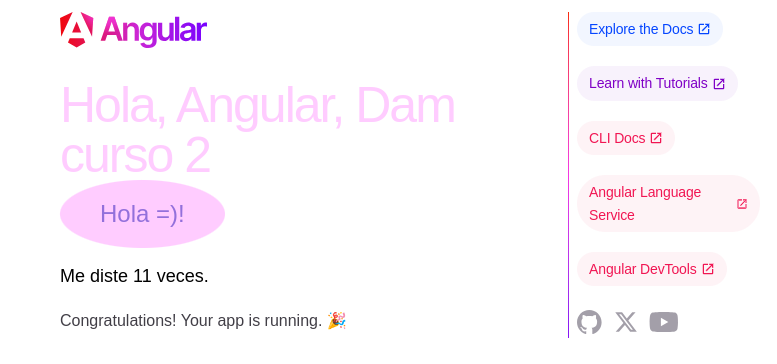 Angular
Hola, Angular, Dam
curso 2
Hola =)!
Me diste 11 veces.
Congratulations! Your app is running. 🎉
Explore the Docs
Learn with Tutorials
CLI Docs
Angular Language
Service
Angular DevTools